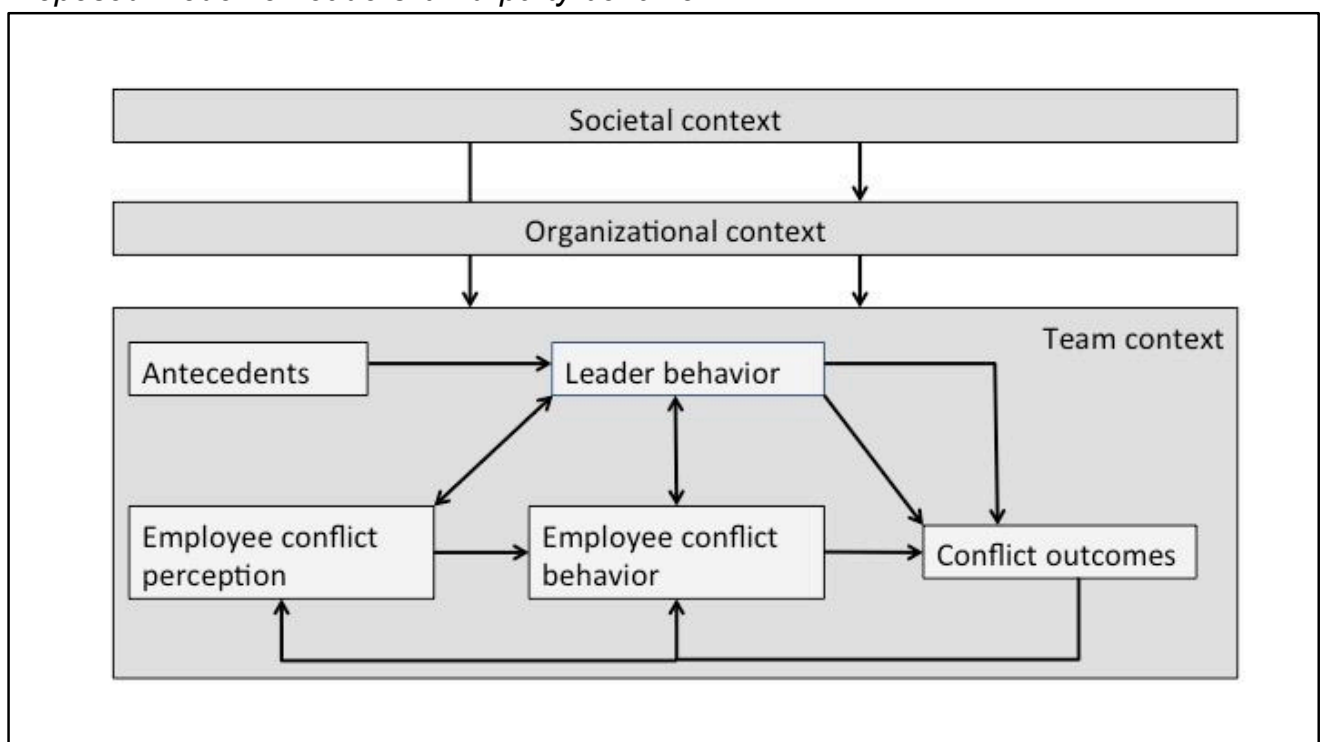 Societal context
Organizational context
Team context
Antecedents
Leader behavior
Employee conflict
perception
Employee conflict
behavior
Conflict outcomes